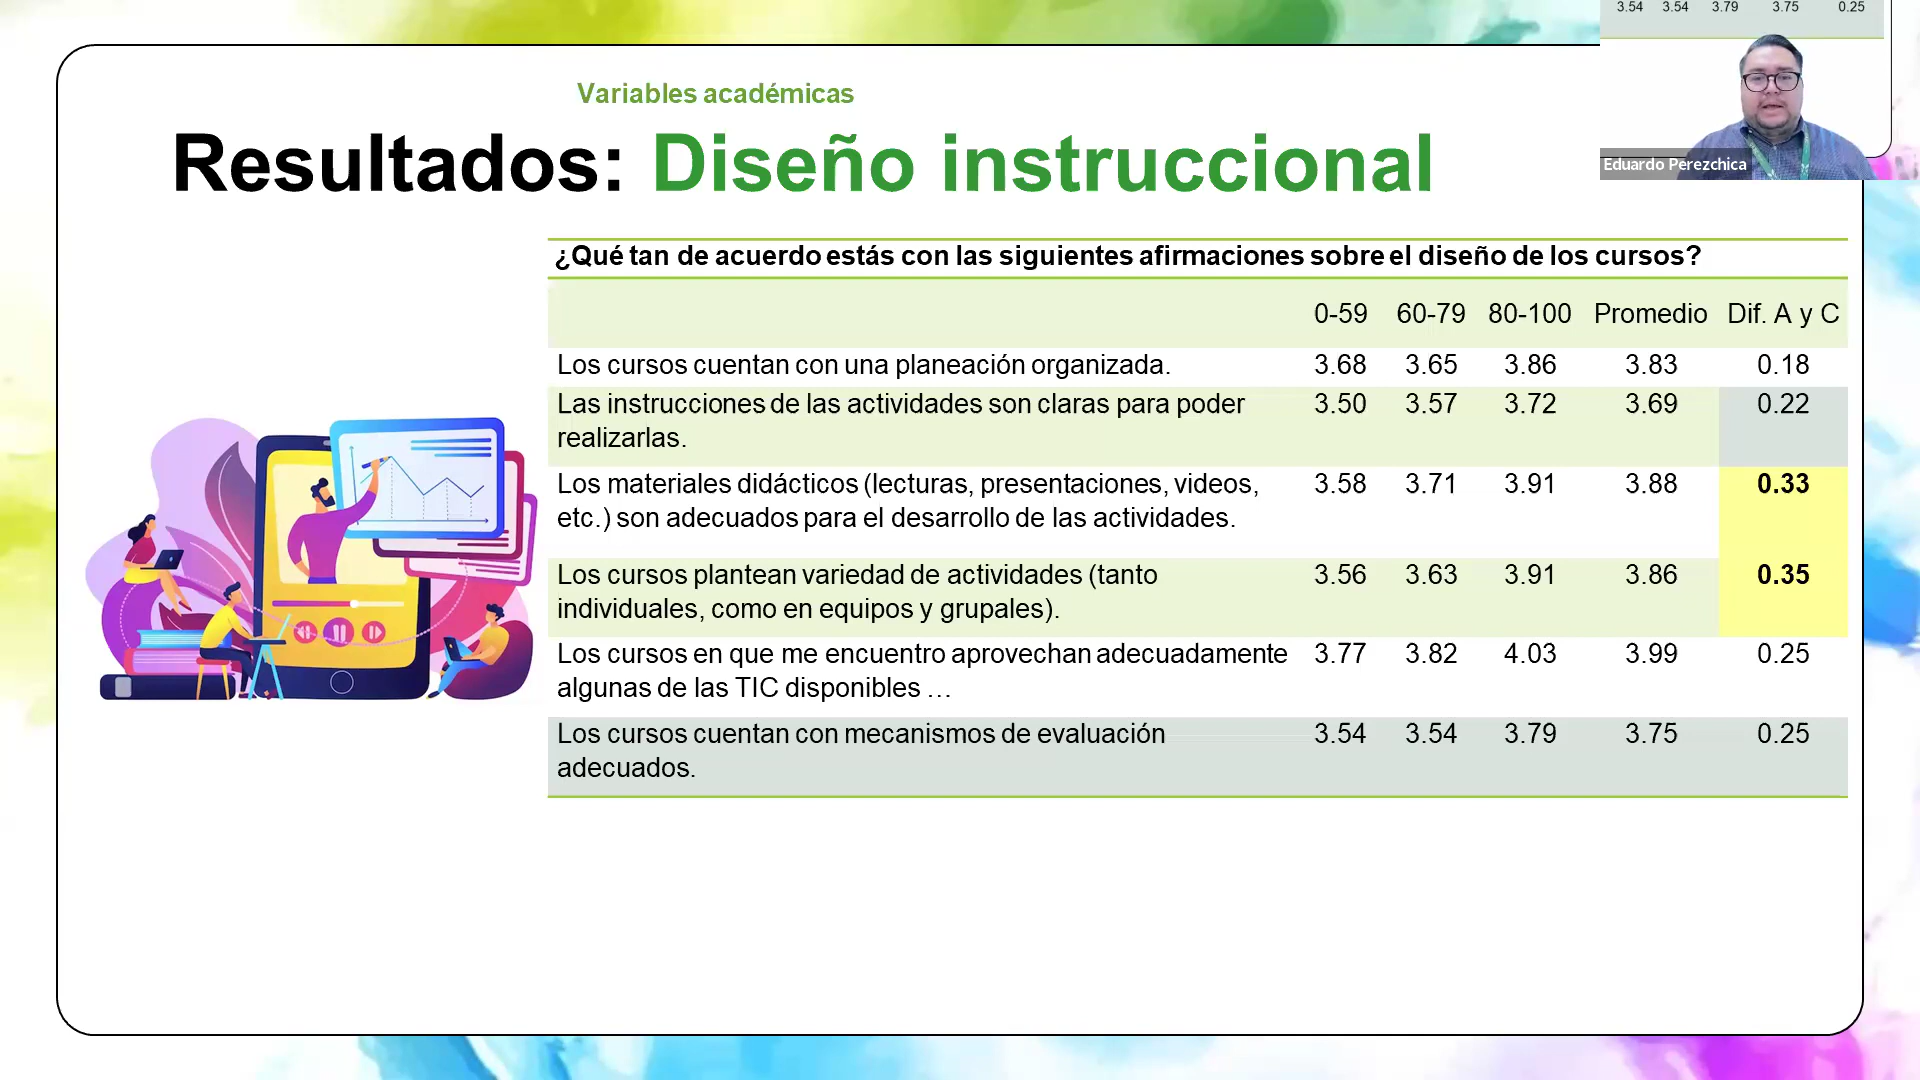 3.54 3.54 3.79 3.75 0.25
Eduardo Perezchica
Variables académicas
Resultados: Diseño instruccional
¿Qué tan de acuerdo estás con las siguientes afirmaciones sobre el diseño de los cursos?
0-59 60-79 80-100 Promedio Dif. A y C
Los cursos cuentan con una planeación organizada. 3.68 3.65 3.86 3.83 0.18
Las instrucciones de las actividades son claras para poder 3.50 3.57 3.72 3.69 0.22
realizarlas.
Los materiales didácticos (lecturas, presentaciones, videos, 3.58 3.71 3.91 3.88 0.33
etc.) son adecuados para el desarrollo de las actividades.
Los cursos plantean variedad de actividades (tanto 3.56 3.63 3.91 3.86 0.35
individuales, como en equipos y grupales).
Los cursos en que me encuentro aprovechan adecuadamente 3.77 3.82 4.03 3.99 0.25
algunas de las TIC disponibles …
Los cursos cuentan con mecanismos de evaluación 3.54 3.54 3.79 3.75 0.25
adecuados.